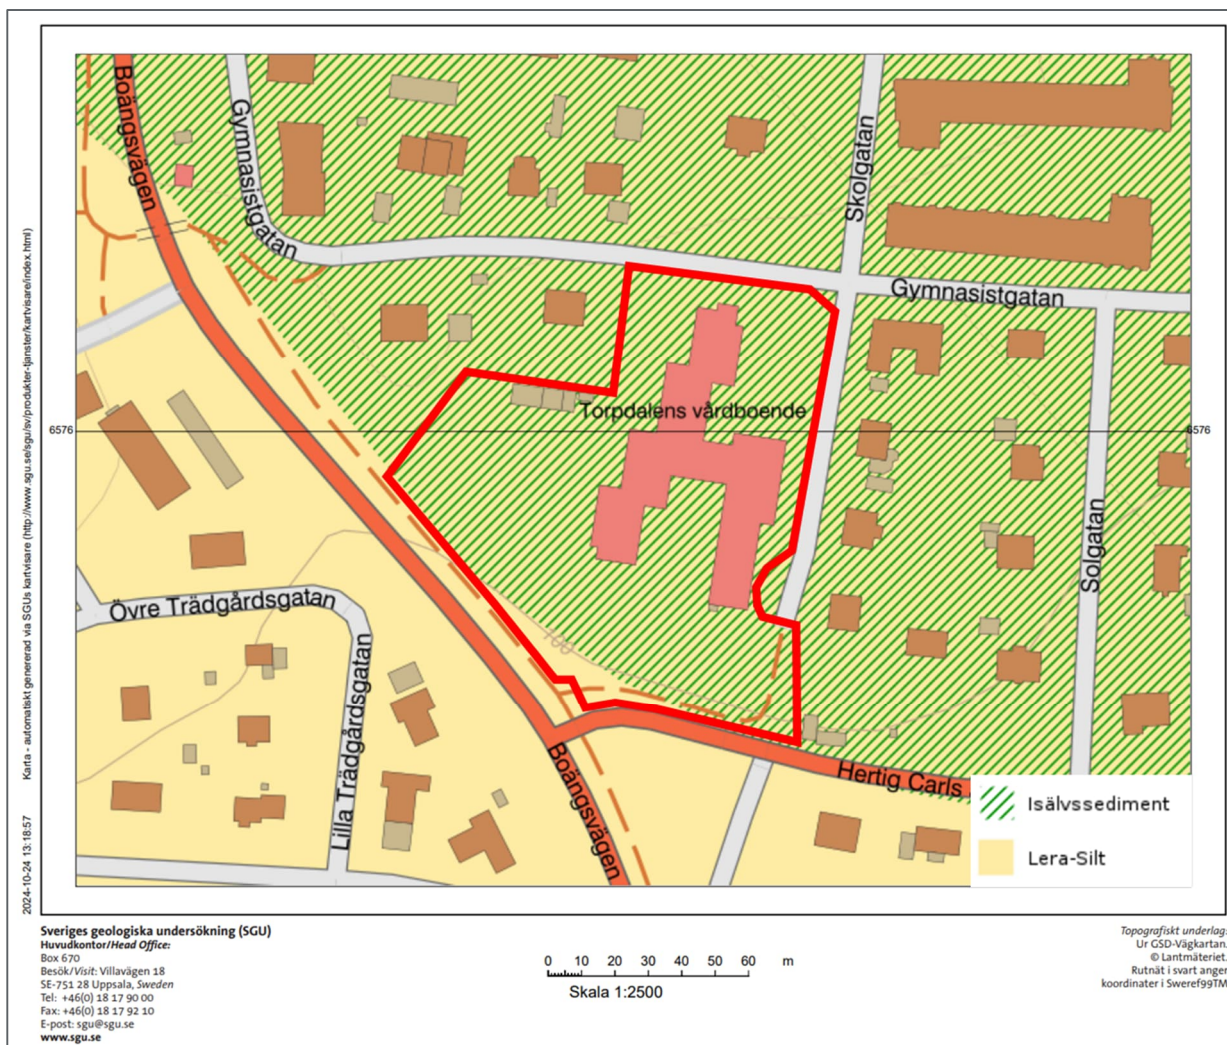 Boängsvägen
Gymnasistgatan
Skolgatan
Gymnasistgatan
Torpdalens vårdboende
6576
6576
Solgatan
Övre Trädgårdsgatan
Lilla Trädgårdsgatan
100
Boängsvägen
Hertig Carls
Isälvssediment
Lera-Silt
2024-10-24 13:18:57 Karta - automatiskt genererad via SGUs kartvisare (http://www.sgu.se/sgu/sv/produkter-tjanster/kartvisare/index.html)
Sveriges geologiska undersökning (SGU)
Huvudkontor/Head Office:
Box 670
Besök/Visit: Villavägen 18
SE-751 28 Uppsala, Sweden
Tel: +46(0) 18 17 90 00
Fax: +46(0) 18 17 92 10
E-post: sgu@sgu.se
www.sgu.se
0 10 20 30 40 50 60 m
Skala 1:2500
Topografiskt underlag:
Ur GSD-Vägkartan.
© Lantmäteriet.
Rutnät i svart anger
koordinater i Sweref99TM